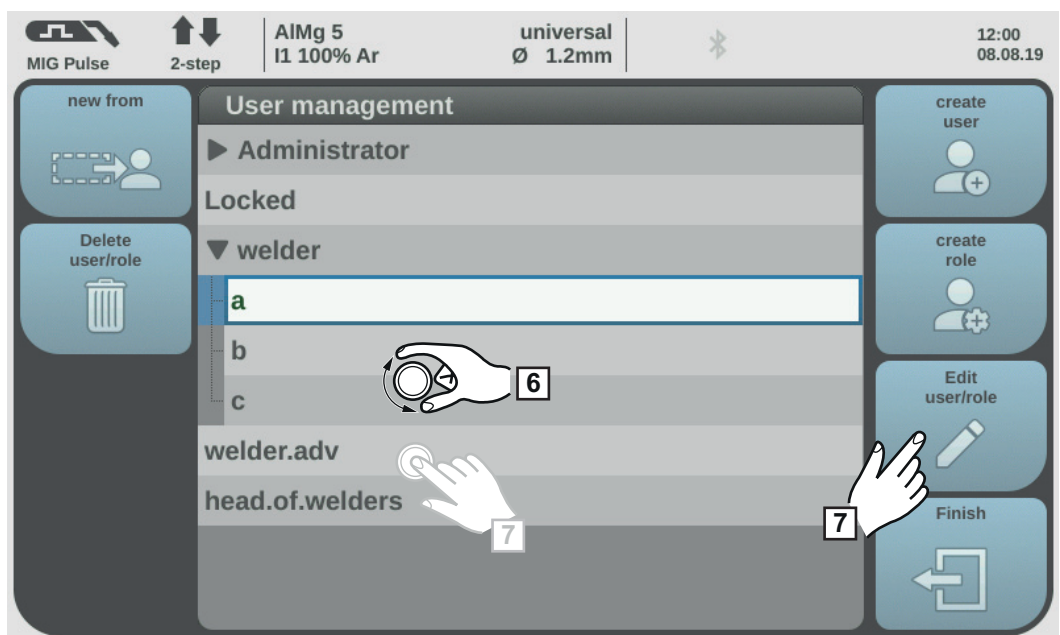 MIG Pulse
2-step
AlMg 5
I1 100% Ar
universal
Ø 1.2mm
12:00
08.08.19
new from
Delete
user/role
User management
Administrator
Locked
welder
a
b
c
welder.adv
head.of.welders
6
7
7
create
user
create
role
Edit
user/role
Finish